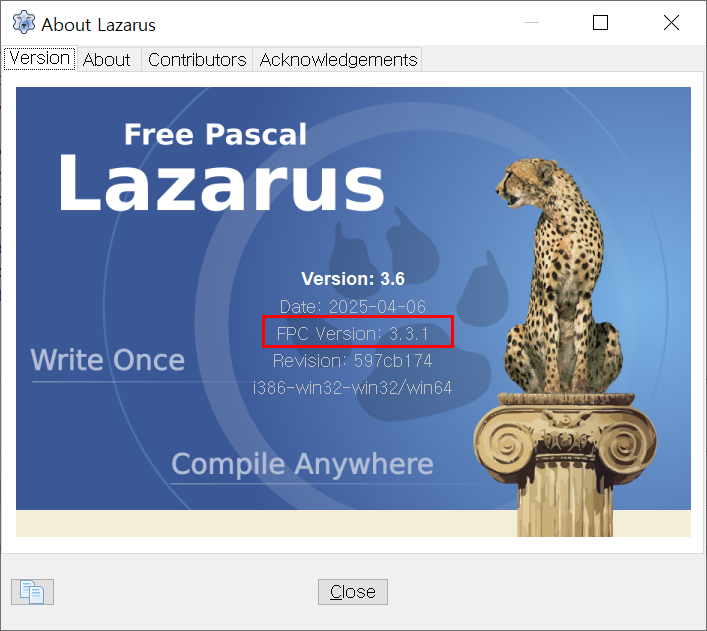 About Lazarus
Version About Contributors Acknowledgements
Free Pascal
Lazarus
Version: 3.6
Date: 2025-04-06
FPC Version: 3.3.1
Revision: 597cb174
i386-win32-win32/win64
Write Once
Compile Anywhere
Close